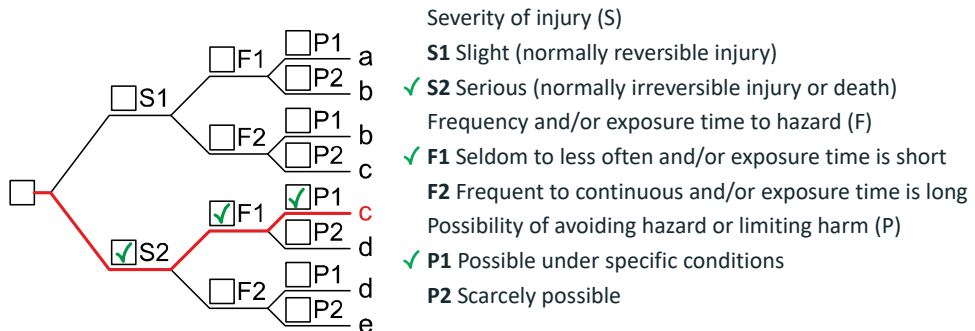 P1
a
F1
P2
b
S1
P1
b
F2
P2
c
P1
c
F1
P2
d
S2
P1
d
F2
P2
e
Severity of injury (S)
S1 Slight (normally reversible injury)
S2 Serious (normally irreversible injury or death)
Frequency and/or exposure time to hazard (F)
F1 Seldom to less often and/or exposure time is short
F2 Frequent to continuous and/or exposure time is long
Possibility of avoiding hazard or limiting harm (P)
P1 Possible under specific conditions
P2 Scarcely possible